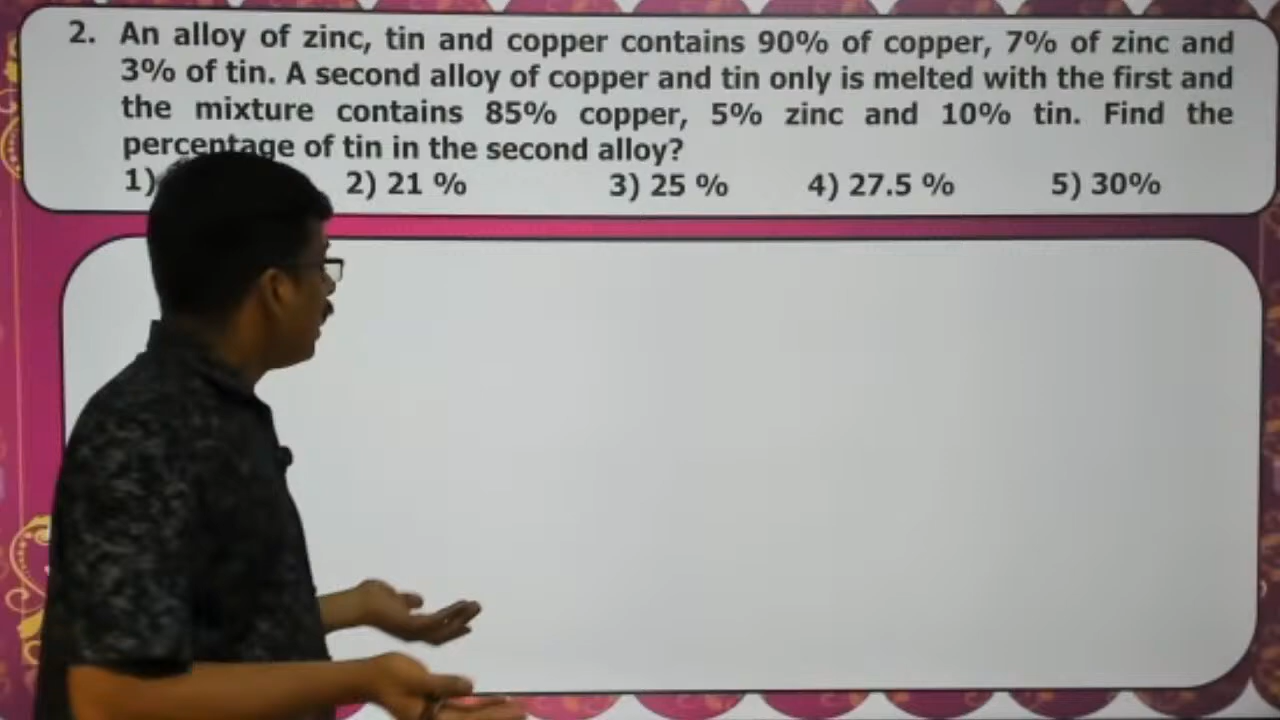 2. An alloy of zinc, tin and copper contains 90% of copper, 7% of zinc and
3% of tin. A second alloy of copper and tin only is melted with the first and
the mixture contains 85% copper, 5% zinc and 10% tin. Find the
percentage of tin in the second alloy?
1) 2) 21 % 3) 25 % 4) 27.5 % 5) 30%